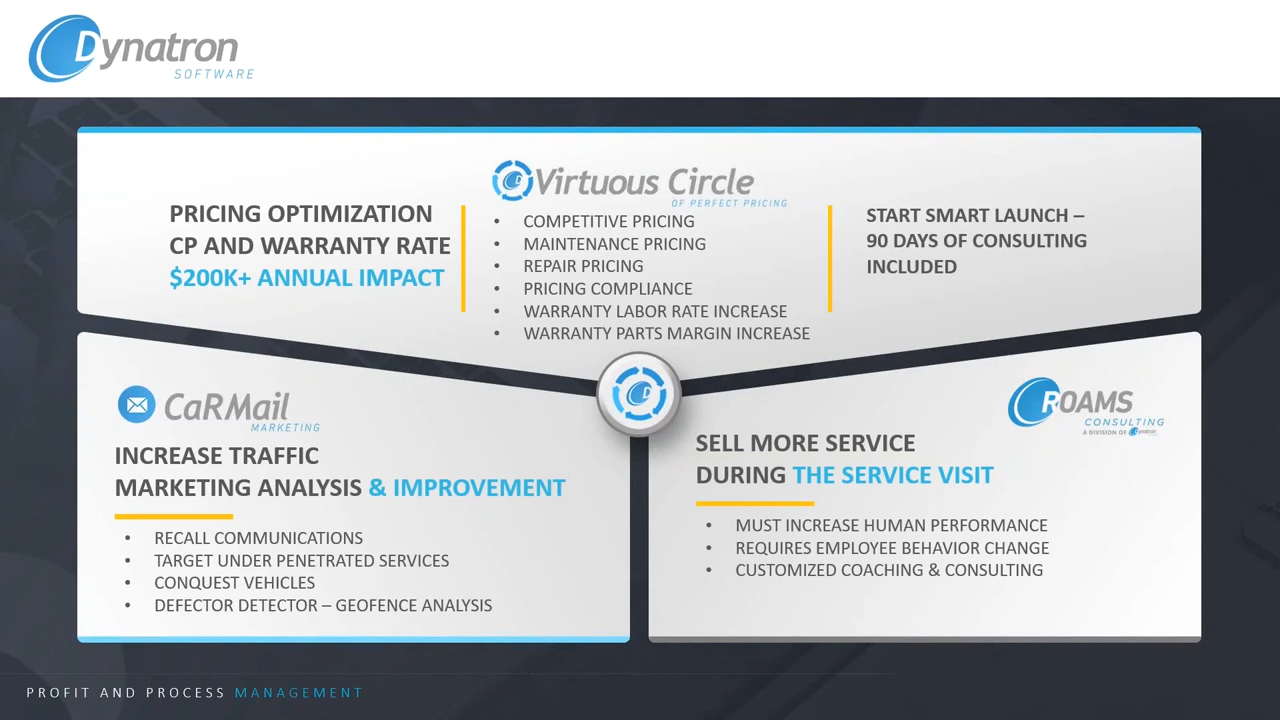 Dynatron
SOFTWARE
PRICING OPTIMIZATION
CP AND WARRANTY RATE
$200K+ ANNUAL IMPACT
Virtuous Circle
OF PERFECT PRICING
• COMPETITIVE PRICING
• MAINTENANCE PRICING
• REPAIR PRICING
• PRICING COMPLIANCE
• WARRANTY LABOR RATE INCREASE
• WARRANTY PARTS MARGIN INCREASE
START SMART LAUNCH –
90 DAYS OF CONSULTING
INCLUDED
CaRMail
MARKETING
INCREASE TRAFFIC
MARKETING ANALYSIS & IMPROVEMENT
• RECALL COMMUNICATIONS
• TARGET UNDER PENETRATED SERVICES
• CONQUEST VEHICLES
• DEFECTOR DETECTOR – GEOFENCE ANALYSIS
ROAMS
CONSULTING
A DIVISION OF Dynatron
SELL MORE SERVICE
DURING THE SERVICE VISIT
• MUST INCREASE HUMAN PERFORMANCE
• REQUIRES EMPLOYEE BEHAVIOR CHANGE
• CUSTOMIZED COACHING & CONSULTING
PROFIT AND PROCESS MANAGEMENT